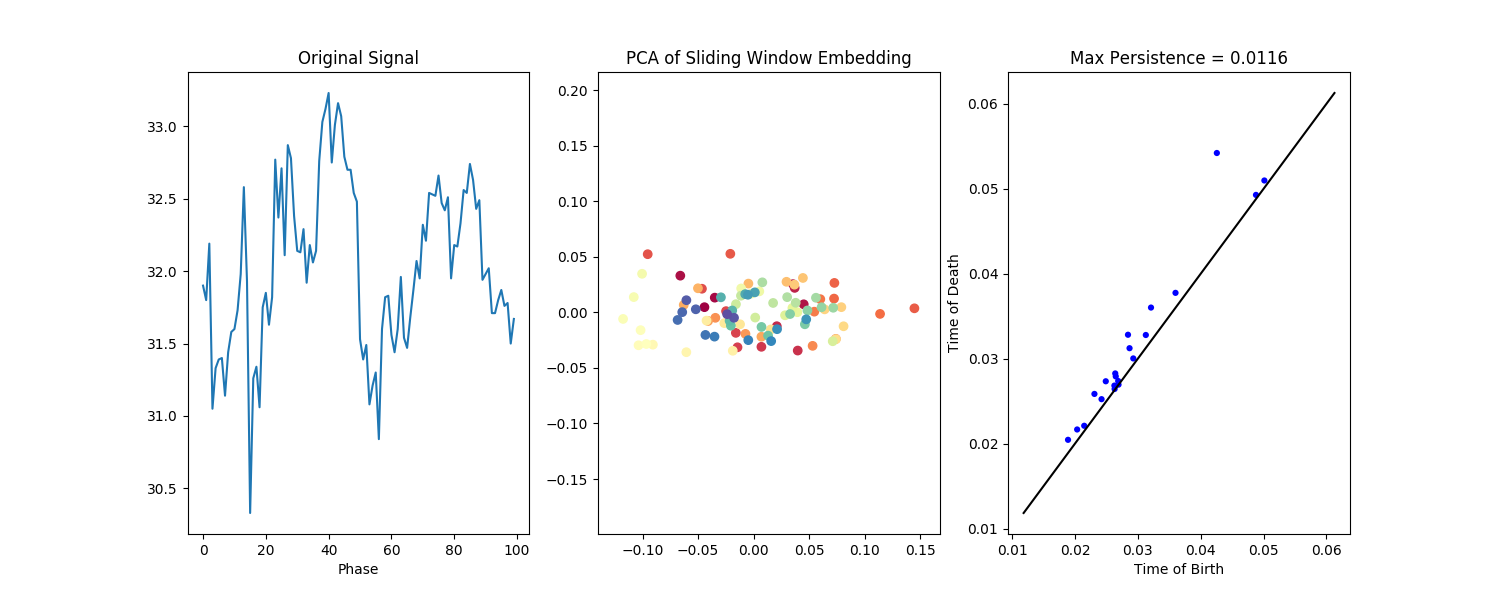 Original Signal
33.0
32.5
32.0
31.5
31.0
30.5
0 20 40 60 80 100
Phase
PCA of Sliding Window Embedding
0.20
0.15
0.10
0.05
0.00
−0.05
−0.10
−0.15
−0.10 −0.05 0.00 0.05 0.10 0.15
Max Persistence = 0.0116
Time of Death
0.06
0.05
0.04
0.03
0.02
0.01
0.01 0.02 0.03 0.04 0.05 0.06
Time of Birth